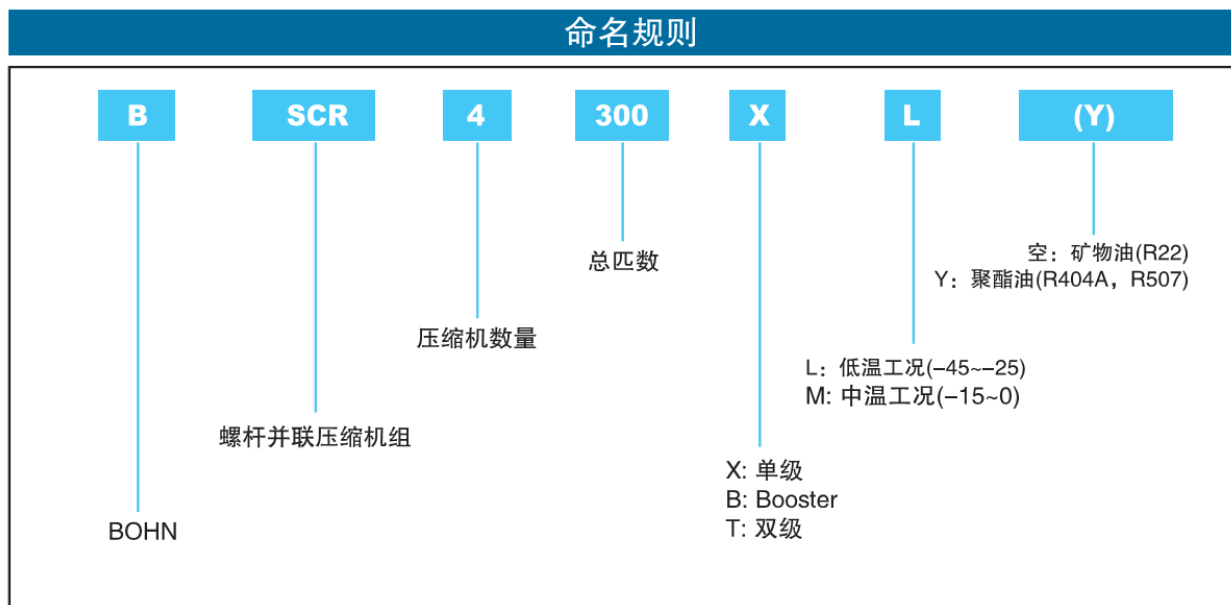 命名规则
B SCR 4 300 X L (Y)
空：矿物油(R22)
总匹数
Y：聚酯油(R404A，R507)
压缩机数量
L：低温工况(–45~–25)
M: 中温工况(–15~0)
螺杆并联压缩机组
X: 单级
B: Booster
T: 双级
BOHN